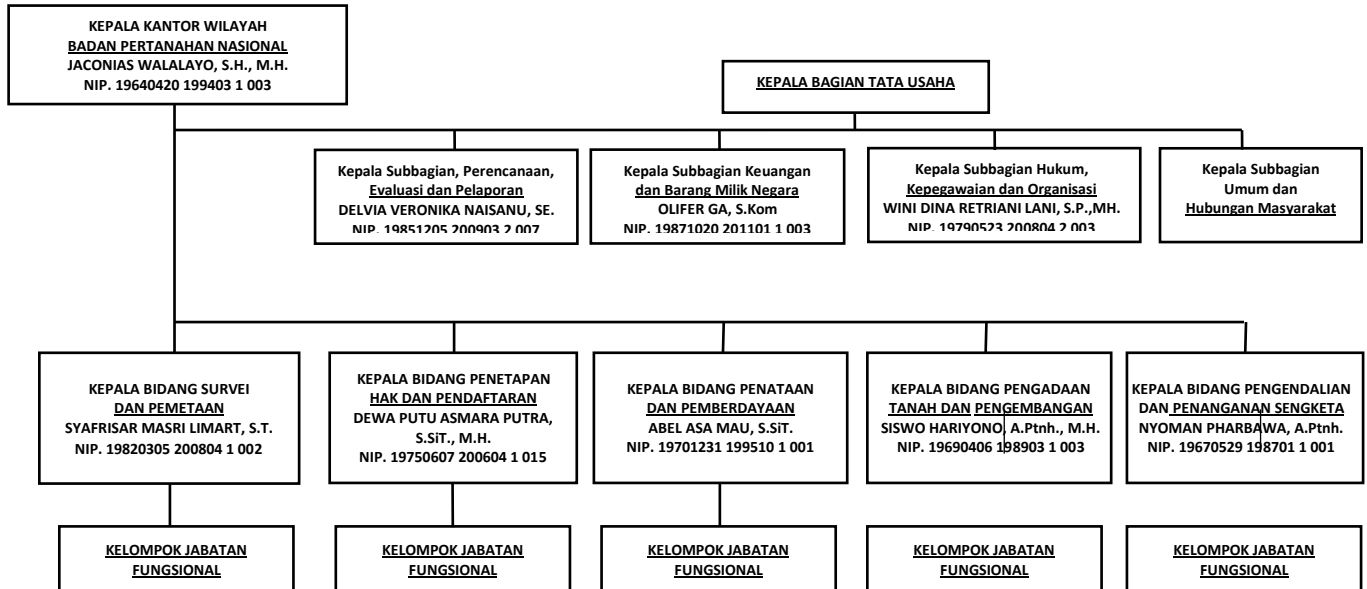 KEPALA KANTOR WILAYAH
BADAN PERTANAHAN NASIONAL
JACONIAS WALALAYO, S.H., M.H.
NIP. 19640420 199403 1 003
KEPALA BAGIAN TATA USAHA
Kepala Subbagian, Perencanaan,
Evaluasi dan Pelaporan
DELVIA VERONIKA NAISANU, SE.
NIP. 19851205 200903 2 007
Kepala Subbagian Keuangan
dan Barang Milik Negara
OLIFER GA, S.Kom
NIP. 19871020 201101 1 003
Kepala Subbagian Hukum,
Kepegawaian dan Organisasi
WINI DINA RETRIANI LANI, S.P.,MH.
NIP. 19790523 200804 2 003
Kepala Subbagian
Umum dan
Hubungan Masyarakat
KEPALA BIDANG SURVEI
DAN PEMETAAN
SYAFRISAR MASRI LIMART, S.T.
NIP. 19820305 200804 1 002
KEPALA BIDANG PENETAPAN
HAK DAN PENDAFTARAN
DEWA PUTU ASMARA PUTRA,
S.SiT., M.H.
NIP. 19750607 200604 1 015
KEPALA BIDANG PENATAAN
DAN PEMBERDAYAAN
ABEL ASA MAU, S.SiT.
NIP. 19701231 199510 1 001
KEPALA BIDANG PENGADAAN
TANAH DAN PENGEMBANGAN
SISWO HARIYONO, A.Ptnh., M.H.
NIP. 19690406 198903 1 003
KEPALA BIDANG PENGENDALIAN
DAN PENANGANAN SENGKETA
NYOMAN PHARBAWA, A.Ptnh.
NIP. 19670529 198701 1 001
KELOMPOK JABATAN
FUNGSIONAL
KELOMPOK JABATAN
FUNGSIONAL
KELOMPOK JABATAN
FUNGSIONAL
KELOMPOK JABATAN
FUNGSIONAL
KELOMPOK JABATAN
FUNGSIONAL